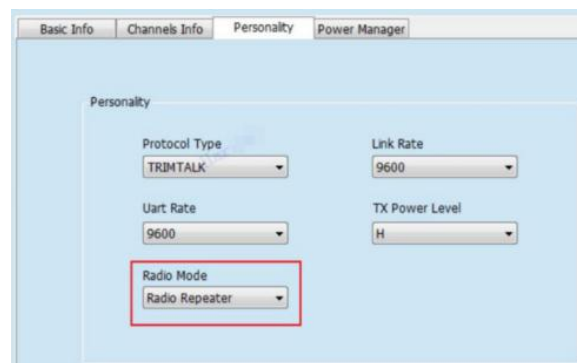 Basic Info Channels Info Personality Power Manager
Personality
Protocol Type Link Rate
TRIMTALK 9600
Uart Rate TX Power Level
9600 H
Radio Mode
Radio Repeater